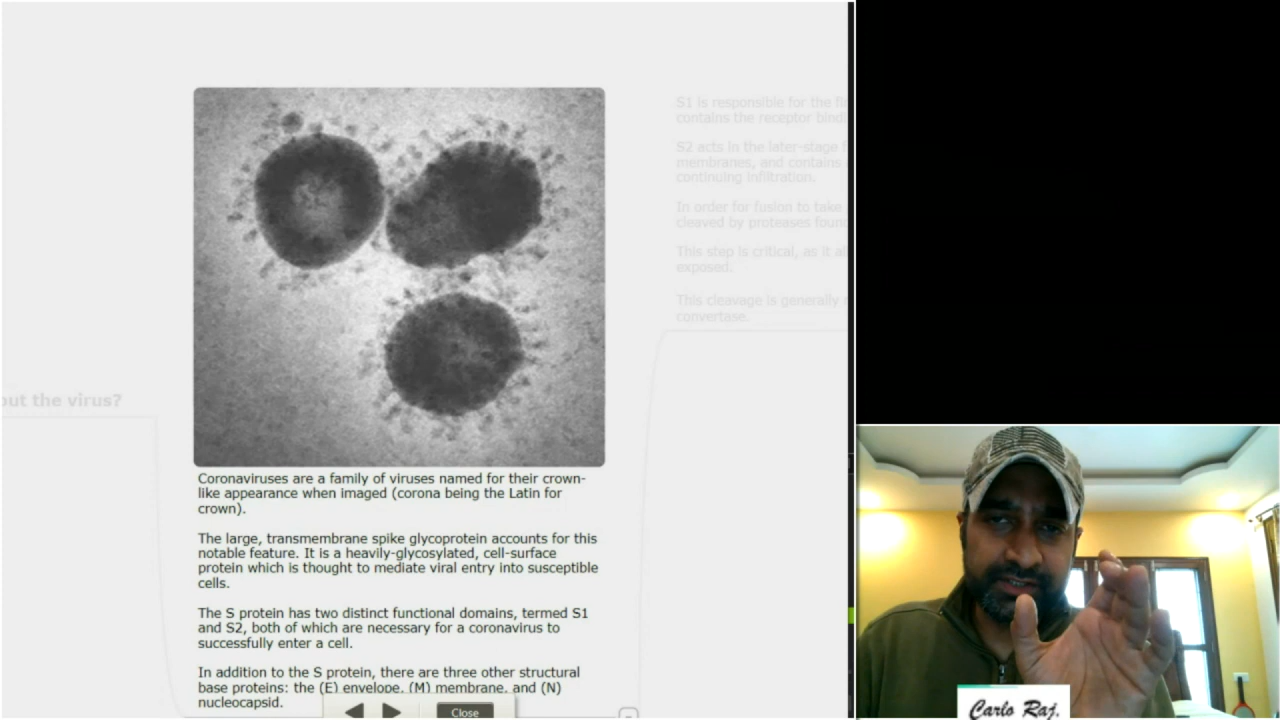 out the virus?
Coronaviruses are a family of viruses named for their crown-
like appearance when imaged (corona being the Latin for
crown).
The large, transmembrane spike glycoprotein accounts for this
notable feature. It is a heavily-glycosylated, cell-surface
protein which is thought to mediate viral entry into susceptible
cells.
The S protein has two distinct functional domains, termed S1
and S2, both of which are necessary for a coronavirus to
successfully enter a cell.
In addition to the S protein, there are three other structural
base proteins: the (E) envelope, (M) membrane, and (N)
nucleocapsid.
Close
S1 is responsible for the
contains the receptor
S2 acts in the later-stage
membranes, and contains
continuing infiltration.
In order for fusion to take
cleaved by proteases
This step is critical, as it
exposed.
This cleavage is generally
convertase.
Carlo Raj.